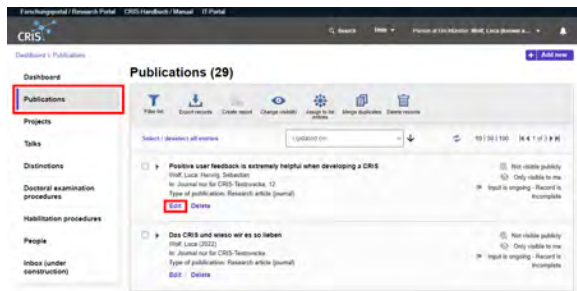 Forschungsportal / Research Portal CRIS-Handbuch / Manual IT-Portal
CRIS
Search Help
Dashboard > Publications
Add new
Dashboard
Publications
Projects
Talks
Distinctions
Doctoral examination
procedures
Habilitation procedures
People
Inbox (under
construction)
Publications (29)
Filter list Export records Create report Change visibility Assign to list entries Merge duplicates Delete records
Select / deselect all entries Updated on 10 | 50 | 100 1 of 3
Positive user feedback is extremely helpful when developing a CRIS
Wolf, Luca; Herwig, Sebastian
In: Journal nur für CRIS-Testzwecke, 12
Type of publication: Research article (journal)
Edit Delete
Not visible publicly
Only visible to me
Input is ongoing - Record is
incomplete
Das CRIS und wieso wir es so lieben
Wolf, Luca (2022)
In: Journal nur für CRIS-Testzwecke
Type of publication: Research article (journal)
Edit Delete
Not visible publicly
Only visible to me
Input is ongoing - Record is
incomplete